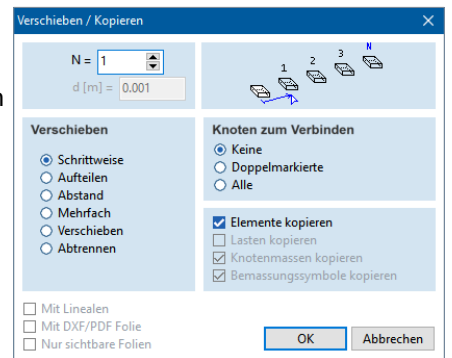 Verschieben / Kopieren
N = 1
d [m] = 0.001
1 2 3 N
n
Verschieben
Schrittweise
Aufteilen
Abstand
Mehrfach
Verschieben
Abtrennen
Knoten zum Verbinden
Keine
Doppelmarkierte
Alle
Elemente kopieren
Lasten kopieren
Knotenmassen kopieren
Bemassungssymbole kopieren
Mit Linealen
Mit DXF/PDF Folie
Nur sichtbare Folien
OK Abbrechen